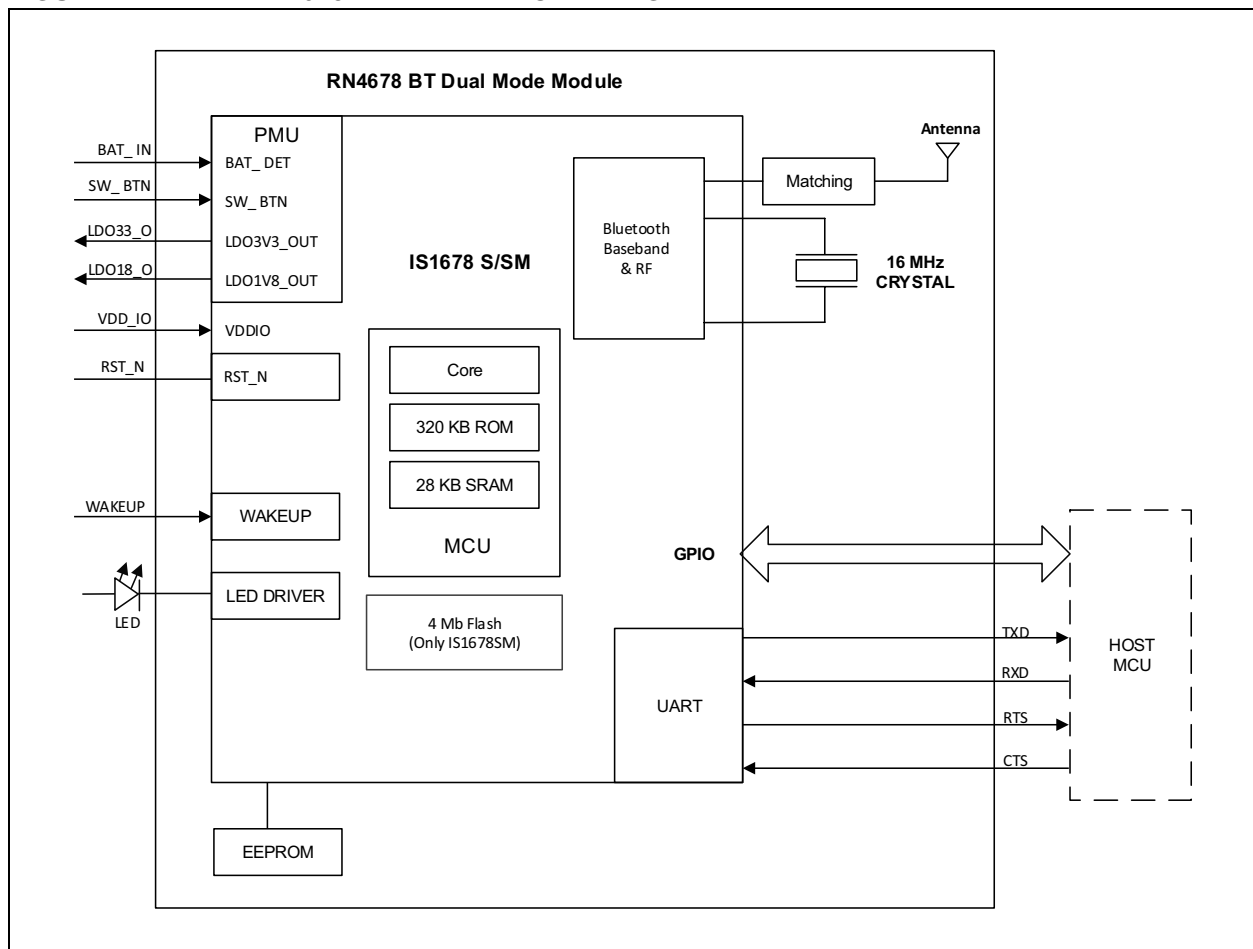 RN4678 BT Dual Mode Module
PMU
BAT_ IN
BAT_ DET
SW_ BTN
SW_ BTN
LDO33_O
LDO3V3_OUT
LDO18_O
LDO1V8_OUT
VDD_IO
VDDIO
RST_N
RST_N
WAKEUP
WAKEUP
LED DRIVER
LED
IS1678 S/SM
Core
320 KB ROM
28 KB SRAM
MCU
4 Mb Flash
(Only IS1678SM)
Bluetooth
Baseband
& RF
Matching
Antenna
16 MHz
CRYSTAL
GPIO
UART
TXD
RXD
RTS
CTS
HOST
MCU
EEPROM